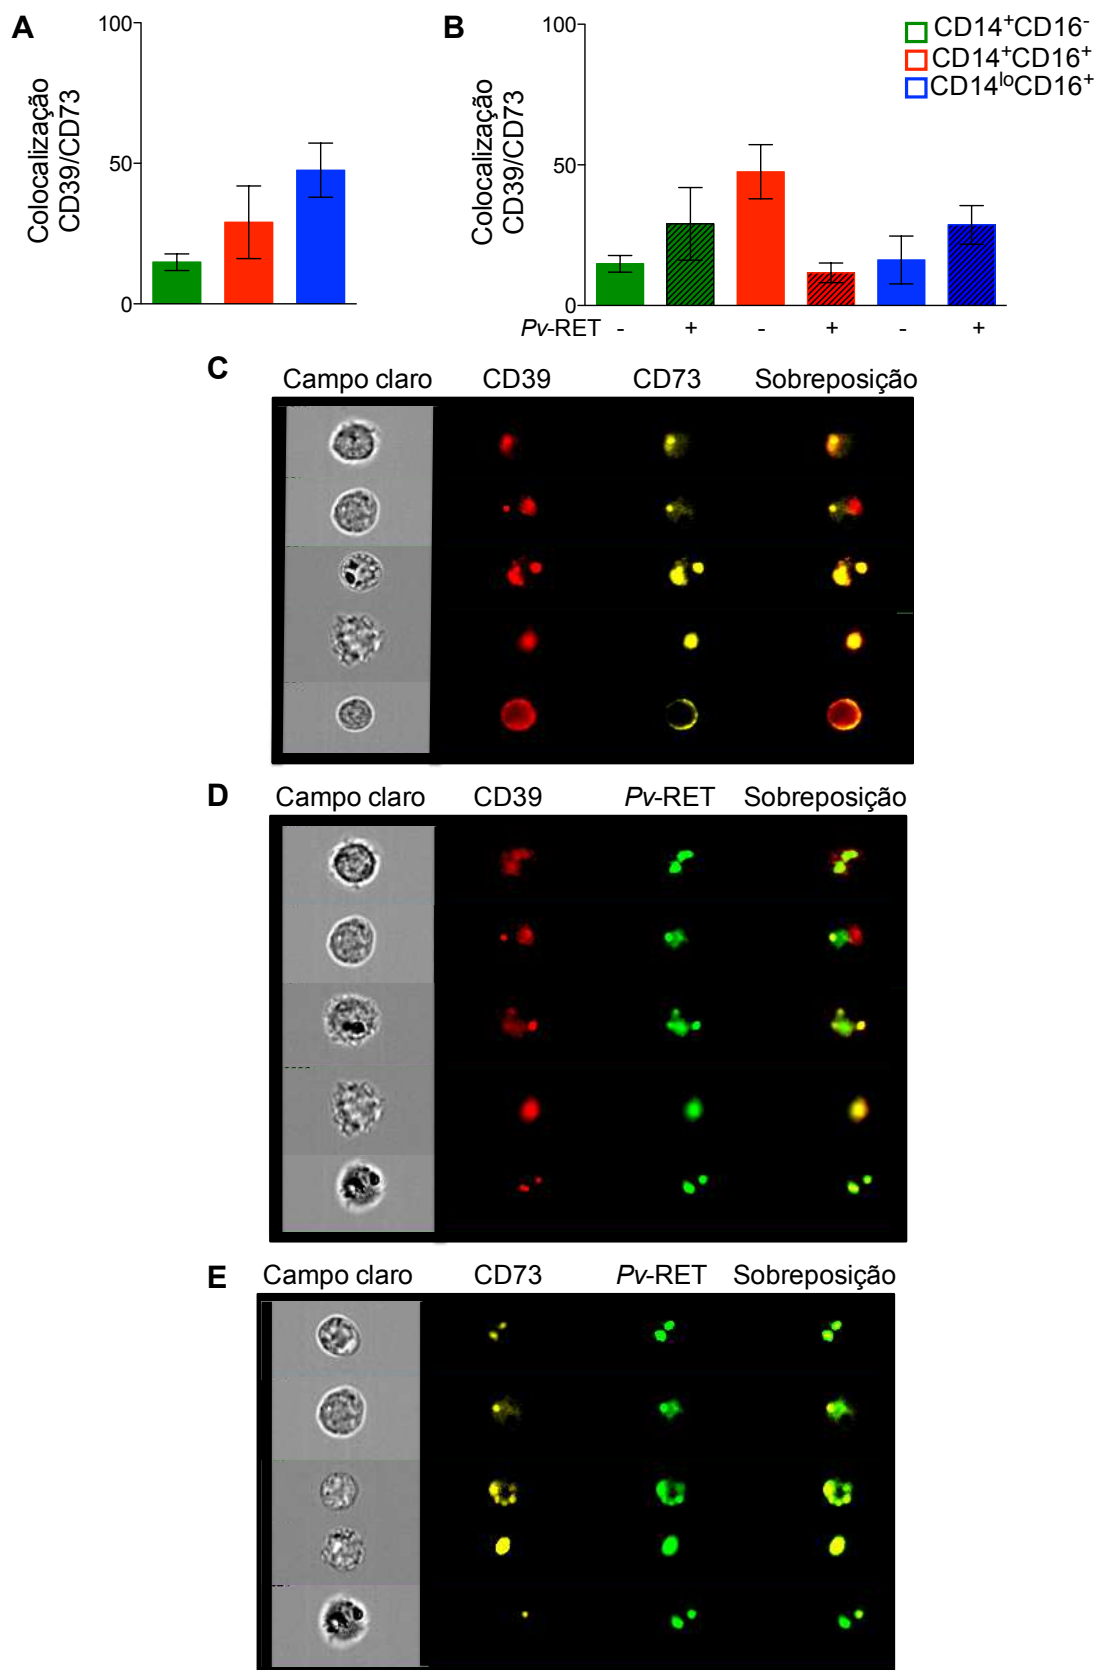 A
B
100
50
0
Colocalização
CD39/CD73
100
50
0
Colocalização
CD39/CD73
CD14+CD16-
CD14+CD16+
CD14loCD16+
Pv-RET - + - + - +
C
Campo claro CD39 CD73 Sobreposição
D
Campo claro CD39 Pv-RET Sobreposição
E
Campo claro CD73 Pv-RET Sobreposição